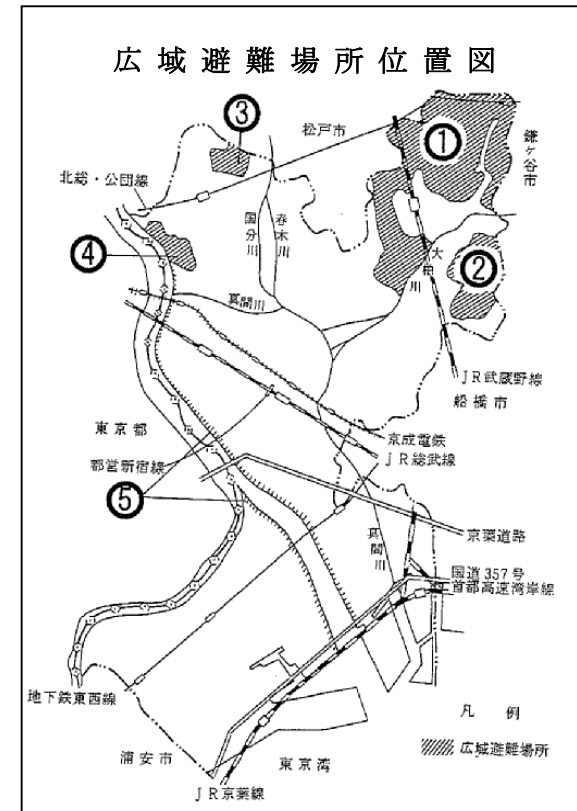 広域避難場所位置図
③
①
松戸市
鎌ヶ谷市
北総・公団線
国分川
春木川
④
②
大柏川
真間川
JR武蔵野線
船橋市
東京都
京成電鉄
JR総武線
都営新宿線
⑤
京葉道路
真間川
国道357号
首都高速湾岸線
地下鉄東西線
凡例
浦安市
東京湾
広域避難場所
JR京葉線